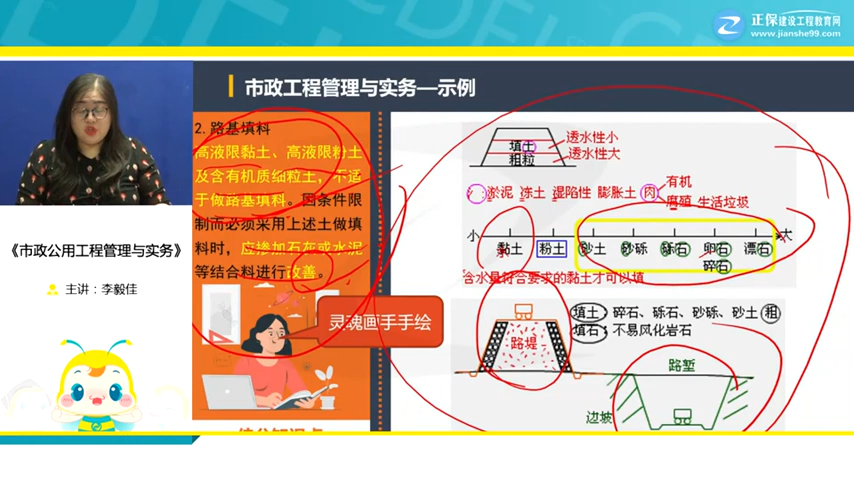 正保建设工程教育网
www.jianshe99.com
市政工程管理与实务—示例
2. 路基填料
高液限黏土、高液限粉土
及含有机质细粒土，不适
于做路基填料。因条件限
制而必须采用上述土做填
料时，应掺加石灰或水泥
等结合料进行改善。
灵魂画手手绘
填土
粗粒
透水性小
透水性大
淤泥 冻土 湿陷性 膨胀土 肉
有机
腐殖 生活垃圾
小
黏土 粉土 砂土 砂砾 砾石 卵石 漂石
碎石
大
含水量符合要求的黏土才可以填
路堤
填土：碎石、砾石、砂砾、砂土 粗
填石：不易风化岩石
路堑
边坡
《市政公用工程管理与实务》
主讲：李毅佳